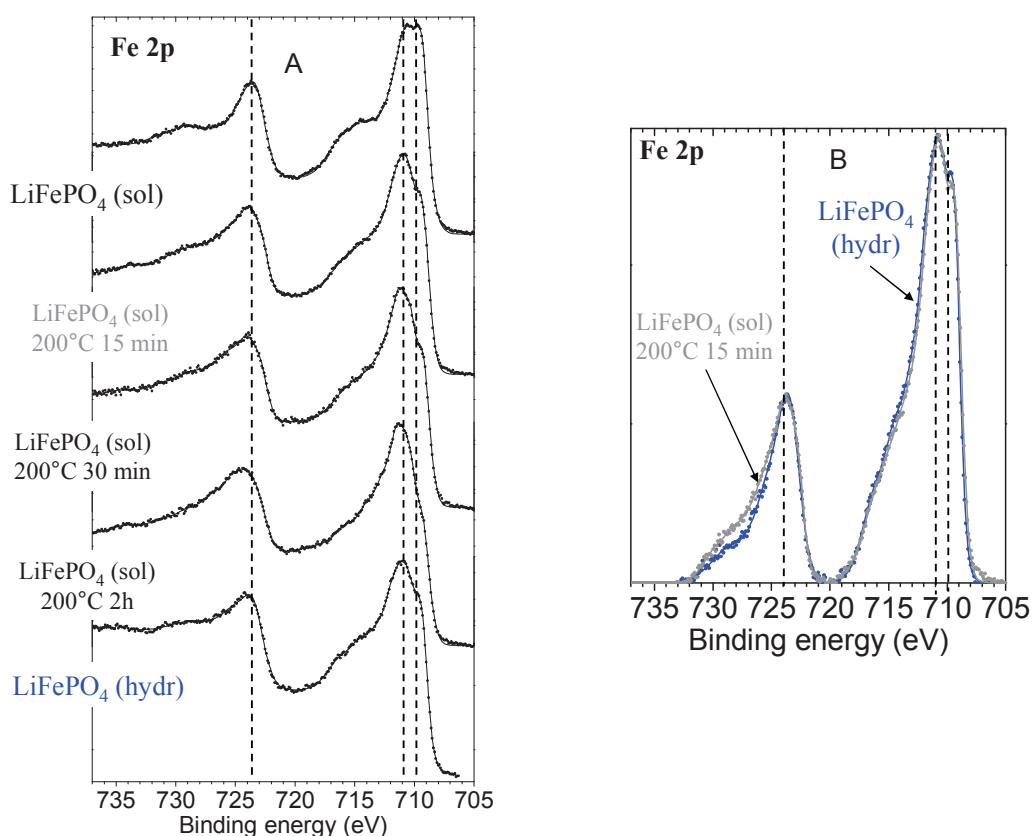 Fe 2p
A
LiFePO₄ (sol)
LiFePO₄ (sol)
200°C 15 min
LiFePO₄ (sol)
200°C 30 min
LiFePO₄ (sol)
200°C 2h
LiFePO₄ (hydr)
735 730 725 720 715 710 705
Binding energy (eV)
Fe 2p
B
LiFePO₄
(hydr)
LiFePO₄ (sol)
200°C 15 min
735 730 725 720 715 710 705
Binding energy (eV)